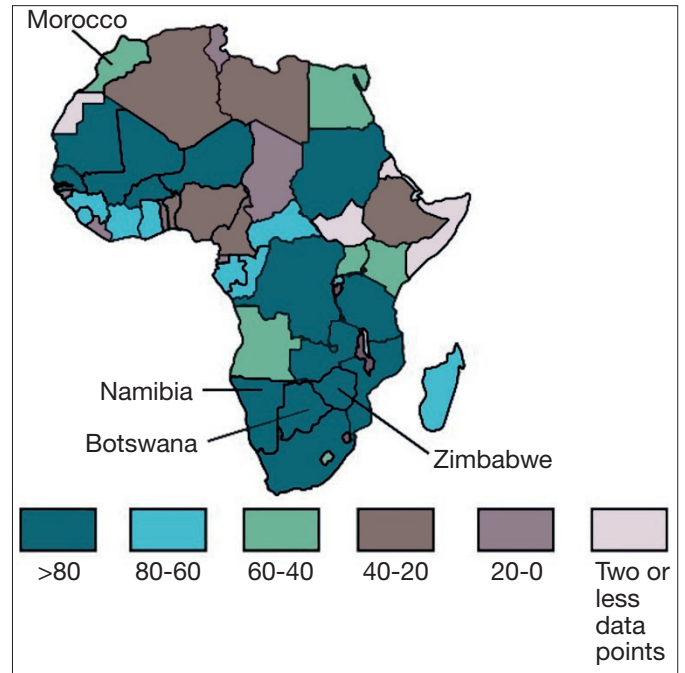 Morocco
Namibia
Botswana
Zimbabwe
>80
80-60
60-40
40-20
20-0
Two or
less
data
points